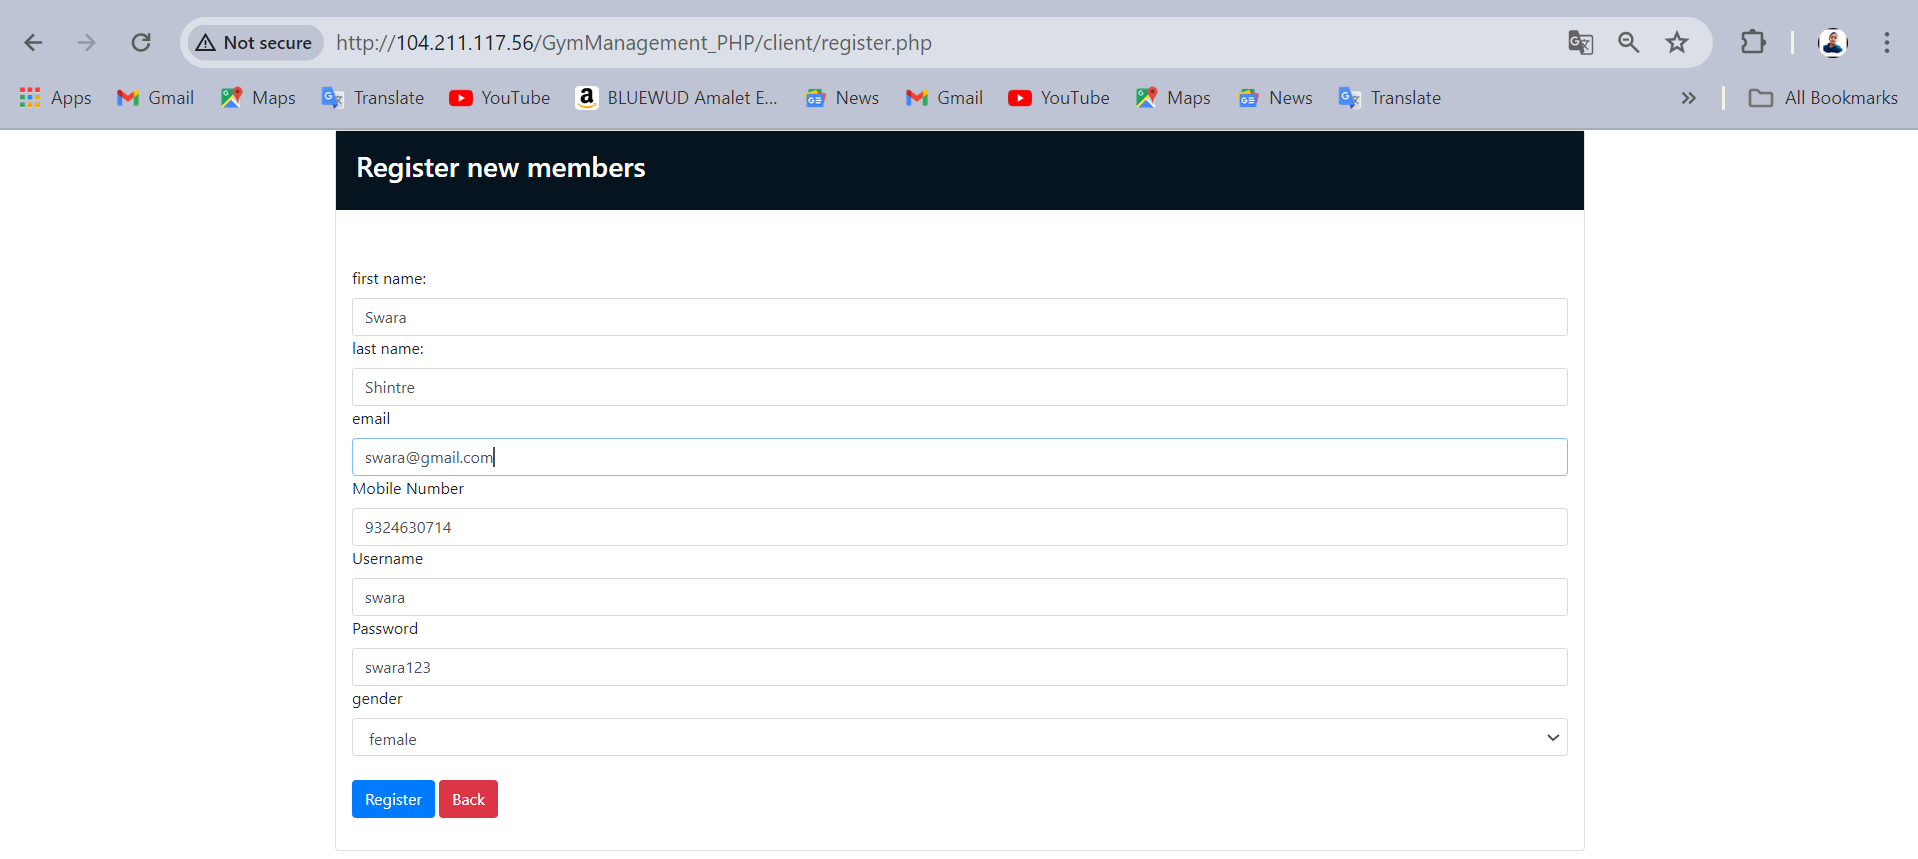 Not secure http://104.211.117.56/GymManagement_PHP/client/register.php
Apps Gmail Maps Translate YouTube BLUEWUD Amalet E... News Gmail YouTube Maps News Translate All Bookmarks
Register new members
first name:
Swara
last name:
Shintre
email
swara@gmail.com
Mobile Number
9324630714
Username
swara
Password
swara123
gender
female
Register Back